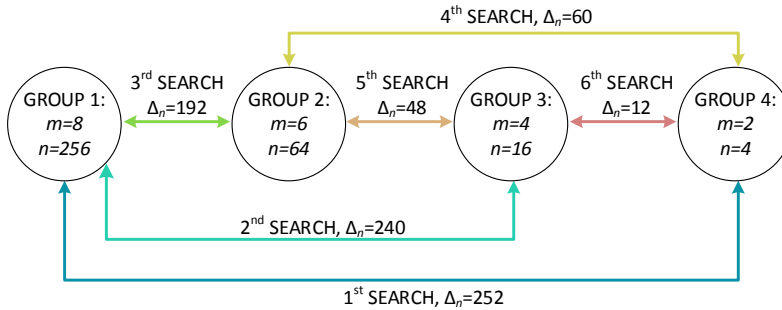 4th SEARCH, Δn=60
3rd SEARCH
Δn=192
5th SEARCH
Δn=48
6th SEARCH
Δn=12
GROUP 1:
m=8
n=256
GROUP 2:
m=6
n=64
GROUP 3:
m=4
n=16
GROUP 4:
m=2
n=4
2nd SEARCH, Δn=240
1st SEARCH, Δn=252